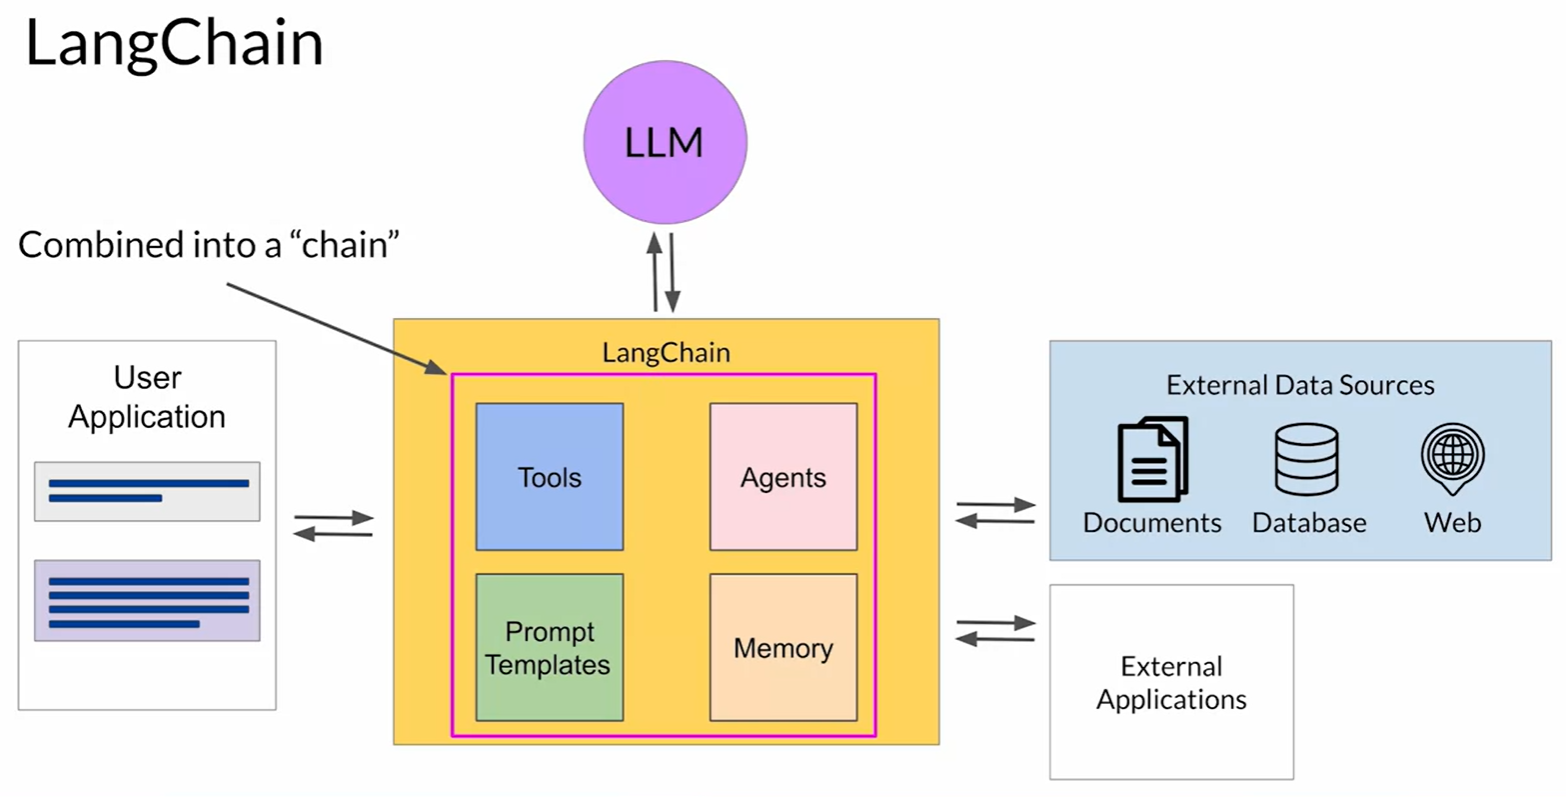 LangChain
LLM
Combined into a “chain”
User
Application
LangChain
Tools
Agents
Prompt
Templates
Memory
External Data Sources
Documents
Database
Web
External
Applications